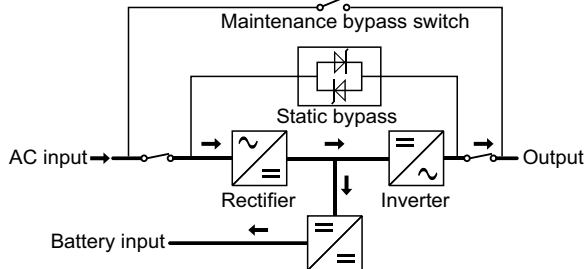 Maintenance bypass switch
Static bypass
AC input
Output
Rectifier
Inverter
Battery input